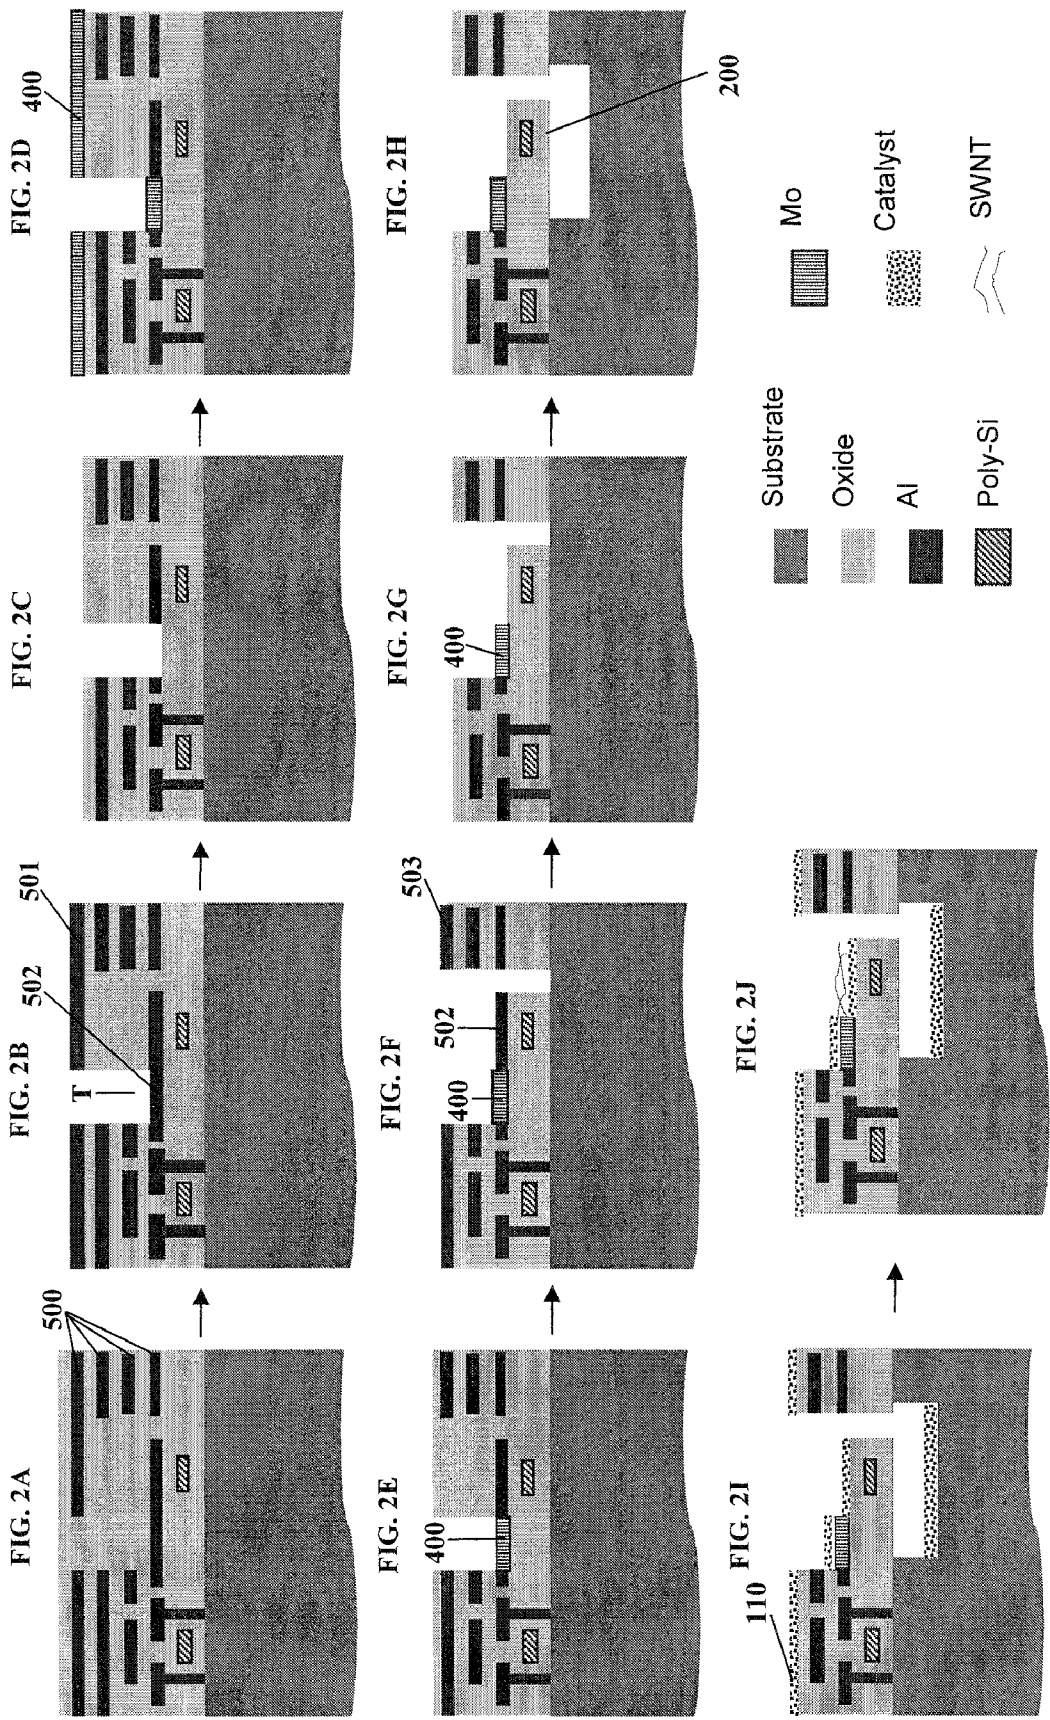 FIG. 2A
500
FIG. 2B
T
502
501
FIG. 2C
FIG. 2D
400
FIG. 2E
400
FIG. 2F
400
502
503
FIG. 2G
400
FIG. 2H
200
FIG. 2I
110
FIG. 2J
Substrate
Oxide
Al
Poly-Si
Mo
Catalyst
SWNT